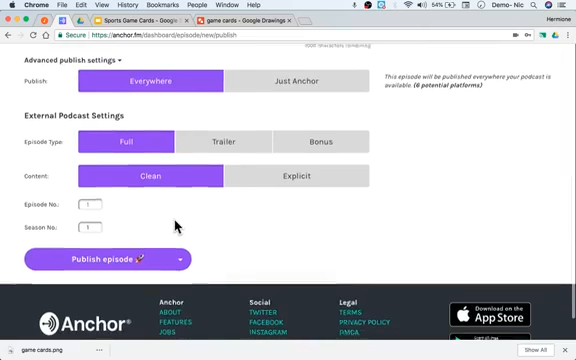 Chrome File Edit View History Bookmarks People Window Help 54% Demo- Nic
Sports Game Cards - Google game cards - Google Drawings Hermione
Secure https://anchor.fm/dashboard/episode/new/publish
characters remaining
Advanced publish settings
Publish: Everywhere Just Anchor This episode will be published everywhere your podcast is
available. (6 potential platforms)
External Podcast Settings
Episode Type: Full Trailer Bonus
Content: Clean Explicit
Episode No.: 1
Season No.: 1
Publish episode 🚀
Anchor Social Legal
ABOUT TWITTER TERMS
FEATURES FACEBOOK PRIVACY POLICY
JOBS INSTAGRAM DMCA
Anchor®
Download on the
App Store
game cards.png ... Show All